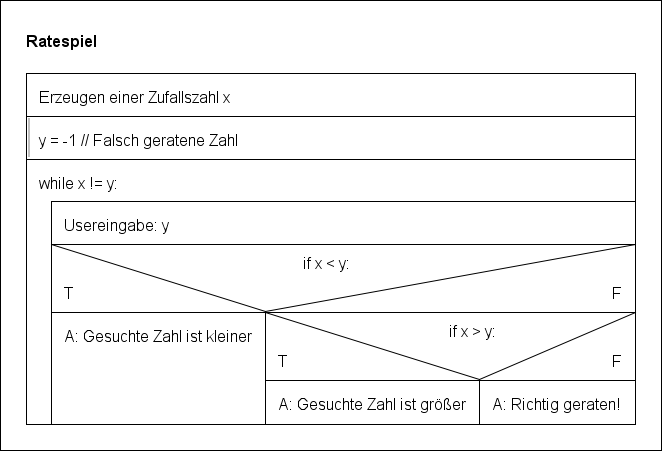 Ratespiel
Erzeugen einer Zufallszahl x
y = -1 // Falsch geratene Zahl
while x != y:
Usereingabe: y
if x < y:
T
F
A: Gesuchte Zahl ist kleiner
if x > y:
T
F
A: Gesuchte Zahl ist größer
A: Richtig geraten!